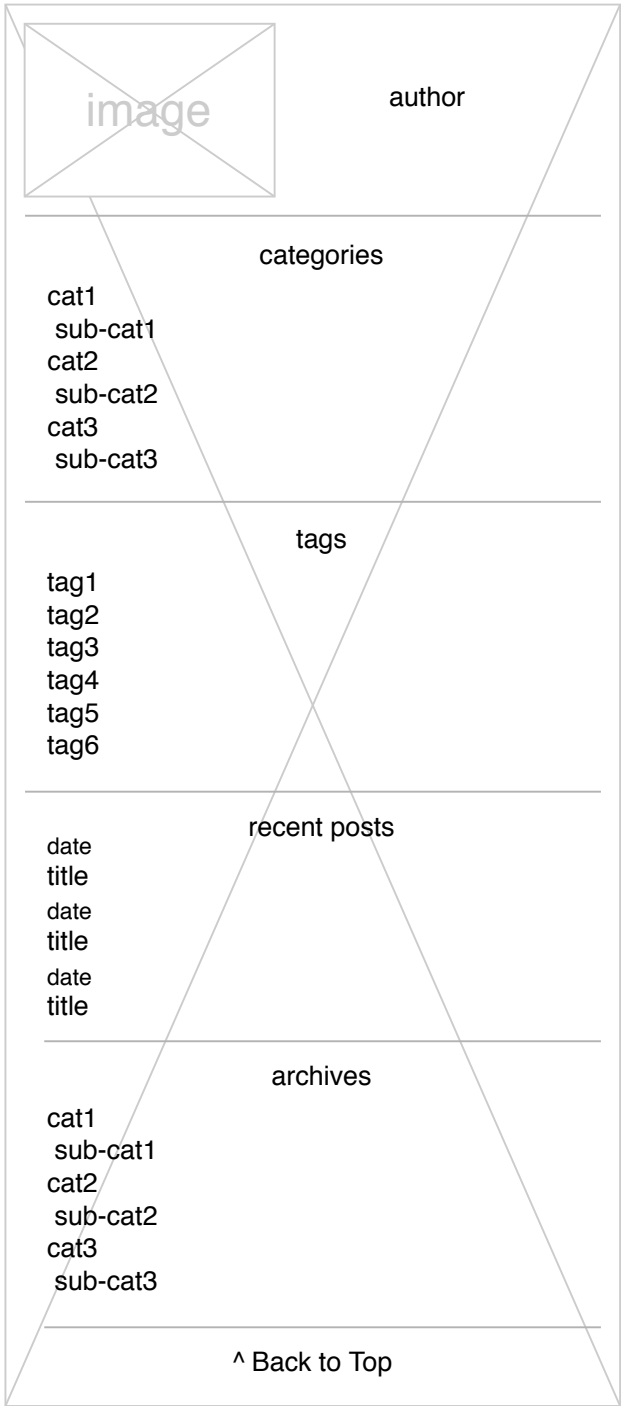 image
author
categories
cat1
sub-cat1
cat2
sub-cat2
cat3
sub-cat3
tags
tag1
tag2
tag3
tag4
tag5
tag6
recent posts
date
title
date
title
date
title
archives
cat1
sub-cat1
cat2
sub-cat2
cat3
sub-cat3
^ Back to Top